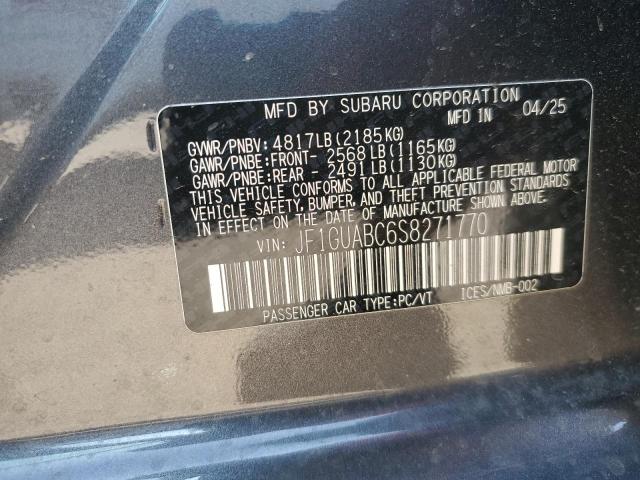 MFD BY SUBARU CORPORATION
MFD IN 04/25
GVWR/PNBV: 4817LB(2185KG)
GAWR/PNBE:FRONT- 2568LB(1165KG)
GAWR/PNBE:REAR - 2491LB(1130KG)
THIS VEHICLE CONFORMS TO ALL APPLICABLE FEDERAL MOTOR
VEHICLE SAFETY, BUMPER, AND THEFT PREVENTION STANDARDS
IN EFFECT ON THE DATE OF MANUFACTURE SHOWN ABOVE.
VIN: JF1GUABC6S8271770
PASSENGER CAR TYPE:PC/VT ICES/NMB-002